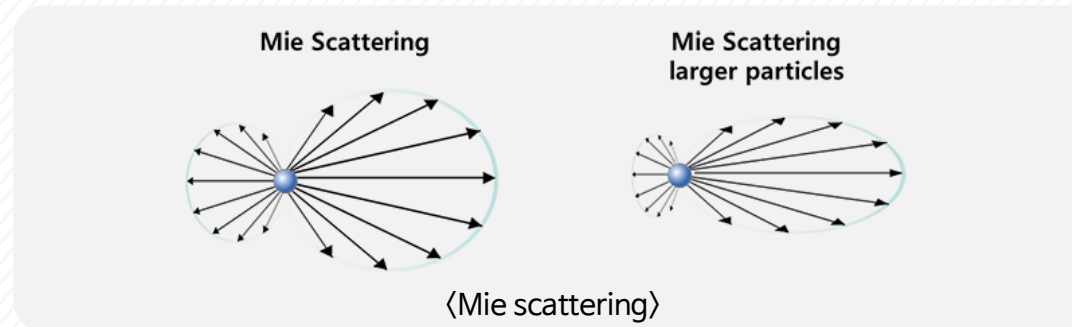 Mie Scattering
Mie Scattering
larger particles
〈Mie scattering〉